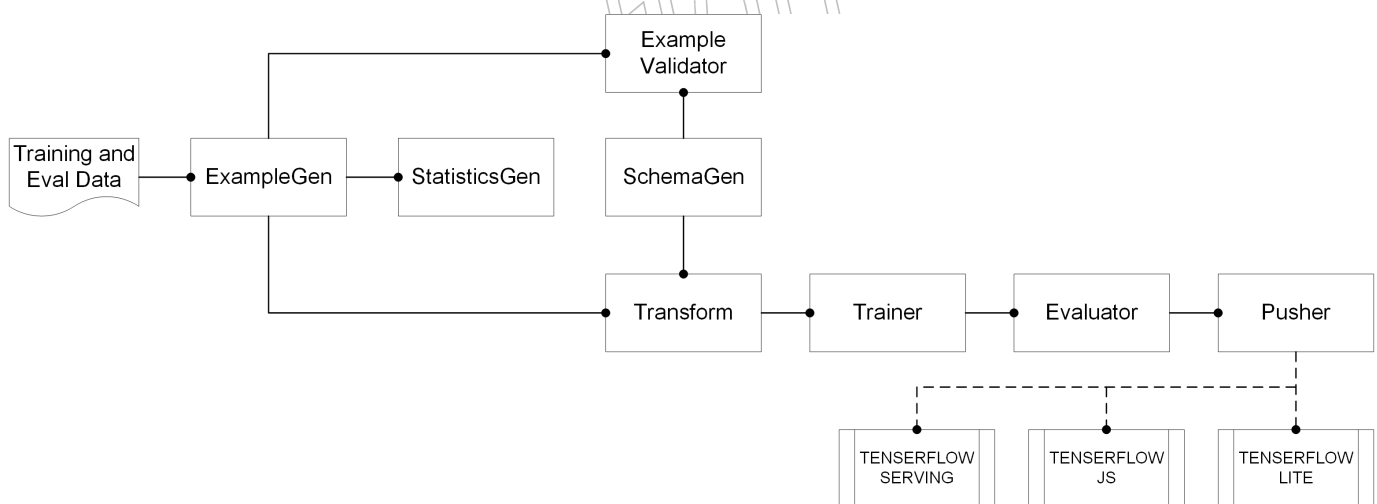 Example
Validator
Training and
Eval Data
ExampleGen
StatisticsGen
SchemaGen
Transform
Trainer
Evaluator
Pusher
TENSERFLOW
SERVING
TENSERFLOW
JS
TENSERFLOW
LITE